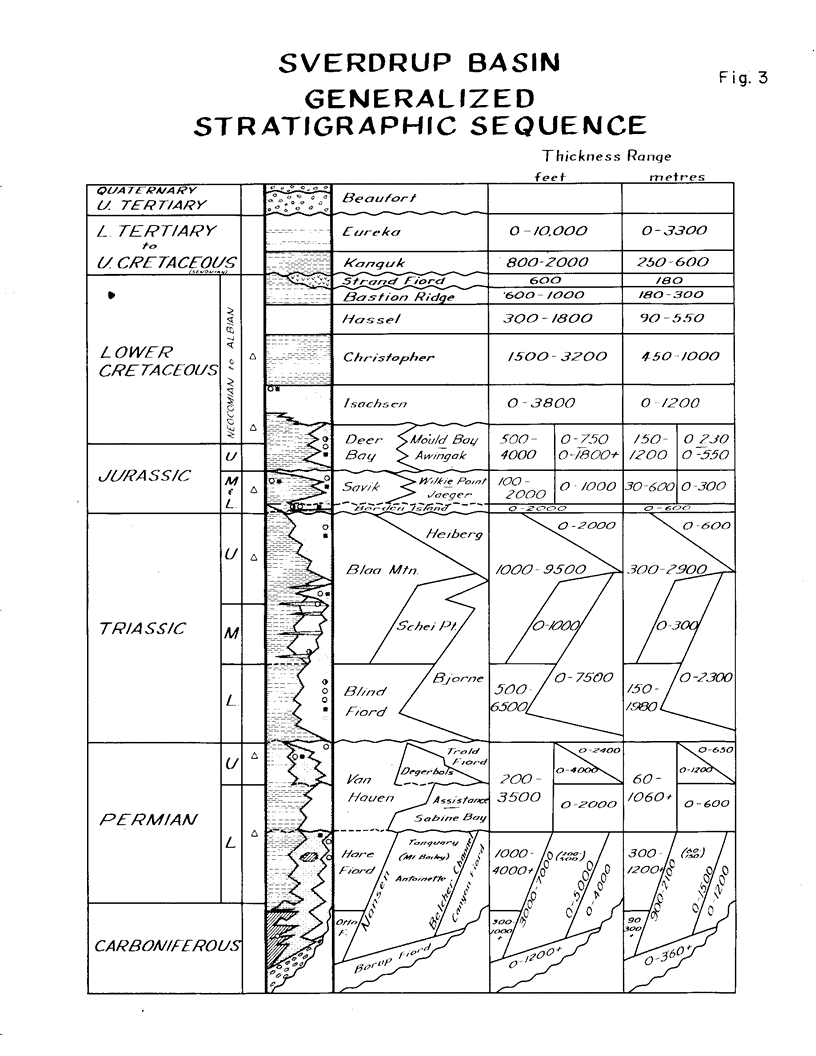 SVERDRUP BASIN
Fig. 3
GENERALIZED
STRATIGRAPHIC SEQUENCE
Thickness Range
feet metres
QUATERNARY
U. TERTIARY
Beaufort
L. TERTIARY
to
U. CRETACEOUS
(SENONIAN)
Eureka 0-10,000 0-3300
Kanguk 800-2000 250-600
Strand Fiord 600 180
Bastion Ridge 600-1000 180-300
Hassel 300-1800 90-550
LOWER
CRETACEOUS
NEOCOMIAN to ALBIAN
Christopher 1500-3200 450-1000
Isachsen 0-3800 0-1200
Deer Mould Bay 500- 0-750 150- 0 230
Bay Awingak 4000 0-1800+ 1200 0-550
JURASSIC
U
M
&
L
Savik Wilkie Point 100- 0-1000 30-600 0-300
Jaeger 2000
Borden Island 0-2000 0-600
TRIASSIC
U
M
L
Heiberg 0-2000 0-600
Blaa Mtn. 1000-9500 300-2900
Schei Pt. 0-1000 0-300
Bjorne 0-7500 0-2300
Blind 500- 150-
Fiord 6500 1980
PERMIAN
U
L
Trold 0-2400 0-650
Fiord
Degerbols 0-4000 0-1200
Van 200- 60-
Hauen 3500 1060+
Assistance 0-2000 0-600
Sabine Bay
Hare Tanquary 1000- 300-
Fiord (Mt Bailey) 4000+ 1200+
Antoinette
Nansen 3000-7000 900-2100
Belcher Channel 0-5000 0-1500
Canyon Fiord 0-4000 0-1200
CARBONIFEROUS
Otto 300 90
F. 1000 300
+ +
Borup Fiord 0-1200+ 0-360+